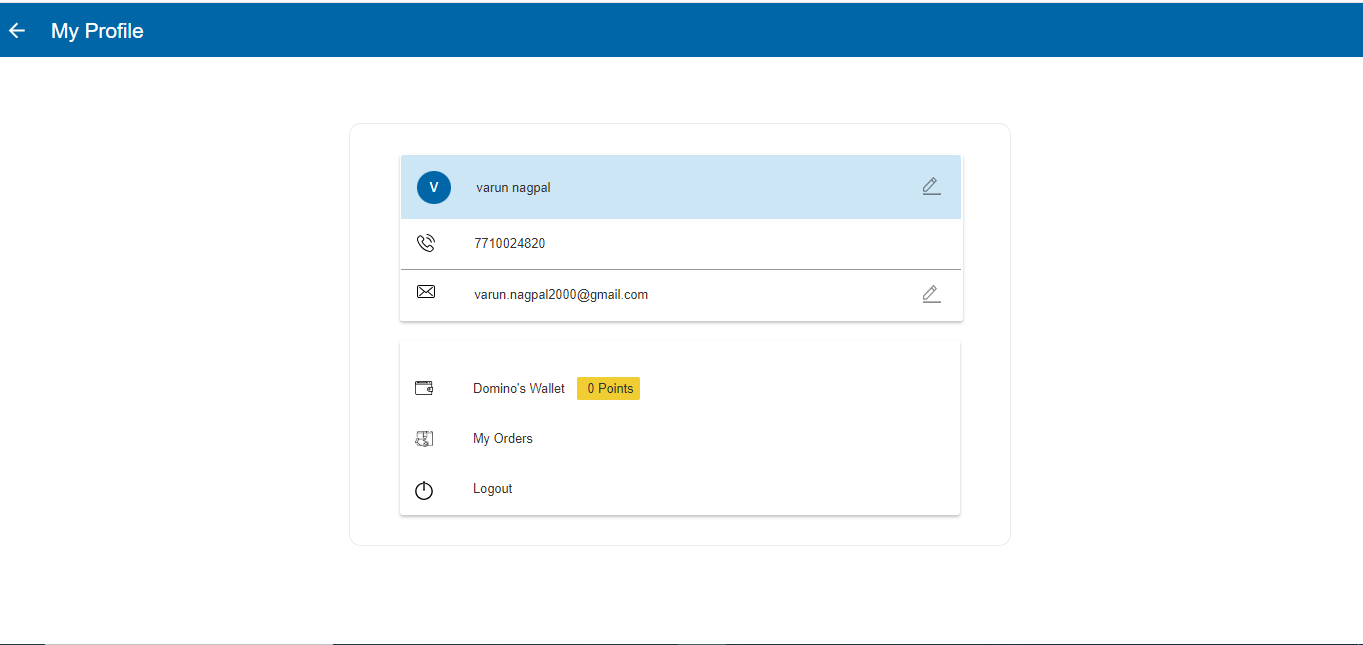 My Profile
V
varun nagpal
7710024820
varun.nagpal2000@gmail.com
Domino's Wallet 0 Points
My Orders
Logout